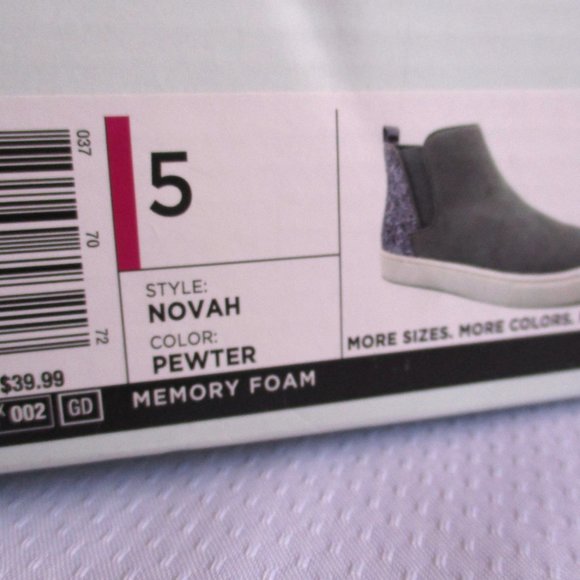 037
70
72
$39.99
002 GD
5
STYLE:
NOVAH
COLOR:
PEWTER
MEMORY FOAM
MORE SIZES. MORE COLORS.